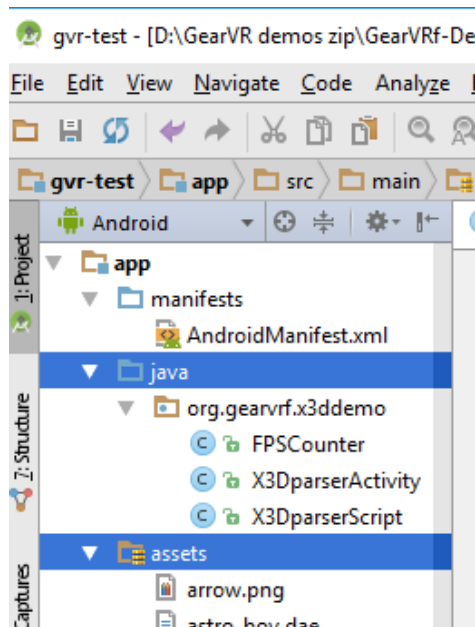 gvr-test - [D:\GearVR demos zip\GearVRf-De
File Edit View Navigate Code Analyze
gvr-test app src main
Android
1: Project
app
manifests
AndroidManifest.xml
java
org.gearvrf.x3ddemo
C FPSCounter
7: Structure
C X3DparserActivity
C X3DparserScript
assets
Captures
arrow.png
astro_boy.dae